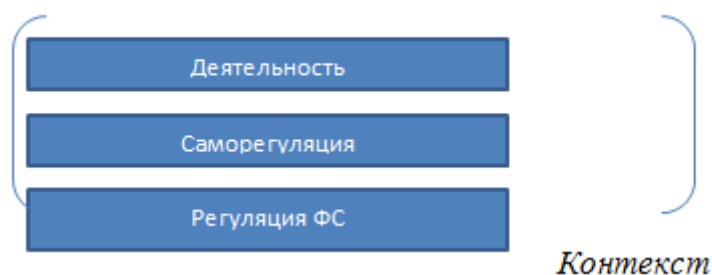 Деятельность
Саморегуляция
Регуляция ФС
Контекст